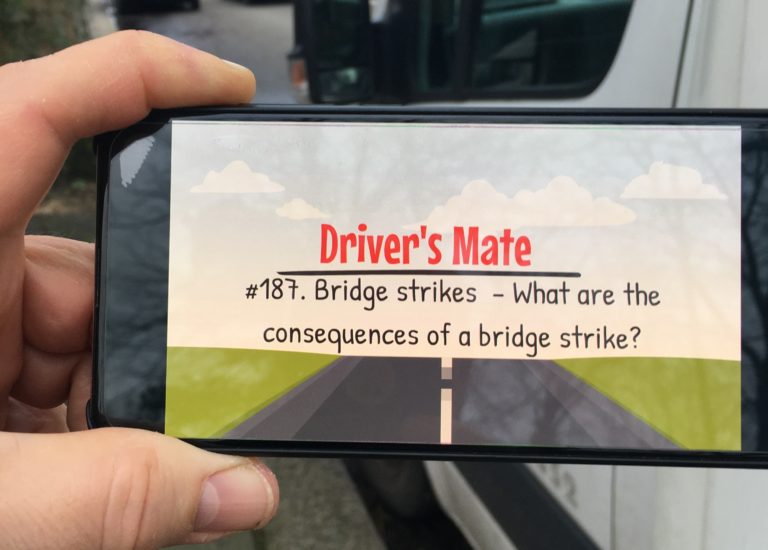 Driver's Mate
#187. Bridge strikes - What are the
consequences of a bridge strike?